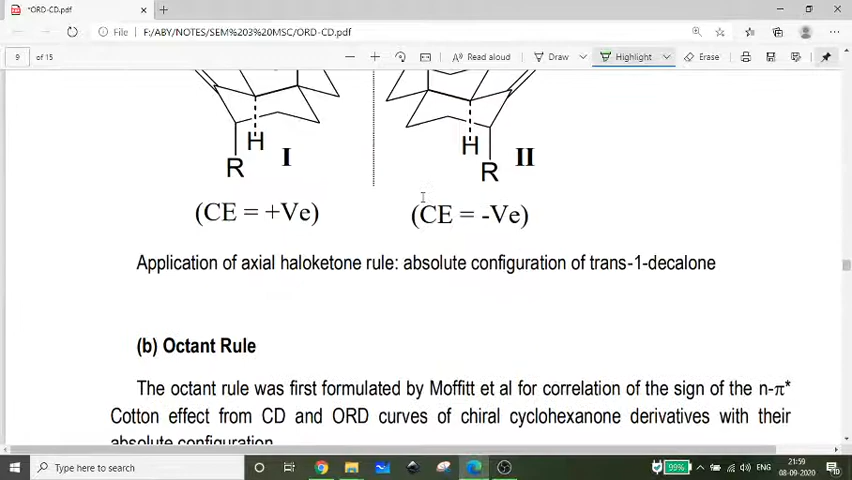 *ORD-CD.pdf
File
F:/ABY/NOTES/SEM%203%20MSC/ORD-CD.pdf
9 of 15
Read aloud
Draw
Highlight
Erase
H
R
I
H
R
II
(CE = +Ve)
(CE = -Ve)
Application of axial haloketone rule: absolute configuration of trans-1-decalone
(b) Octant Rule
The octant rule was first formulated by Moffitt et al for correlation of the sign of the n-π*
Cotton effect from CD and ORD curves of chiral cyclohexanone derivatives with their
absolute configuration
Type here to search
99%
ENG
21:59
08-09-2020